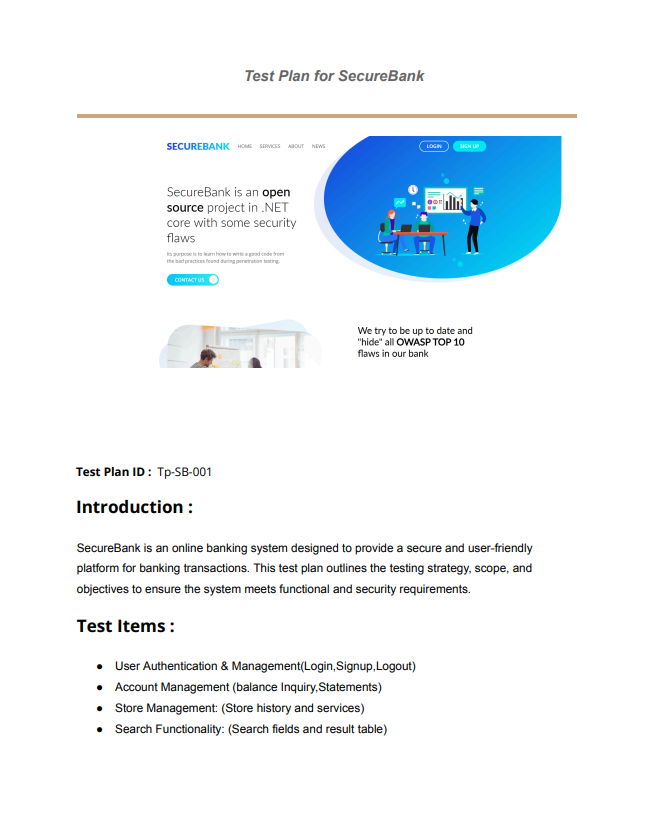 Test Plan for SecureBank
SECUREBANK HOME SERVICES ABOUT NEWS LOGIN SIGN UP
SecureBank is an open
source project in .NET
core with some security
flaws
Its purpose is to learn how to write a good code from
the bad practices found during penetration testing.
CONTACT US
We try to be up to date and
"hide" all OWASP TOP 10
flaws in our bank
Test Plan ID : Tp-SB-001
Introduction :
SecureBank is an online banking system designed to provide a secure and user-friendly
platform for banking transactions. This test plan outlines the testing strategy, scope, and
objectives to ensure the system meets functional and security requirements.
Test Items :
● User Authentication & Management(Login,Signup,Logout)
● Account Management (balance Inquiry,Statements)
● Store Management: (Store history and services)
● Search Functionality: (Search fields and result table)